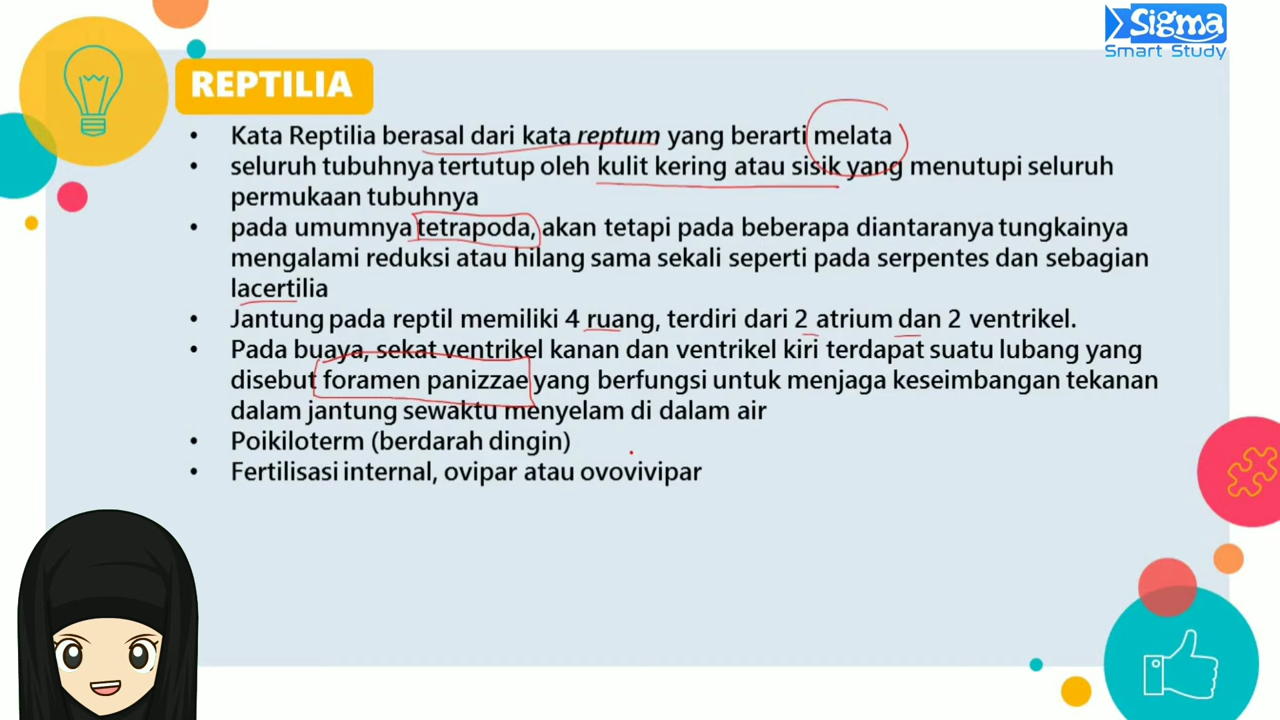 Sigma
Smart Study
REPTILIA
• Kata Reptilia berasal dari kata reptum yang berarti melata
• seluruh tubuhnya tertutup oleh kulit kering atau sisik yang menutupi seluruh
permukaan tubuhnya
• pada umumnya tetrapoda, akan tetapi pada beberapa diantaranya tungkainya
mengalami reduksi atau hilang sama sekali seperti pada serpentes dan sebagian
lacertilia
• Jantung pada reptil memiliki 4 ruang, terdiri dari 2 atrium dan 2 ventrikel.
• Pada buaya, sekat ventrikel kanan dan ventrikel kiri terdapat suatu lubang yang
disebut foramen panizzae yang berfungsi untuk menjaga keseimbangan tekanan
dalam jantung sewaktu menyelam di dalam air
• Poikiloterm (berdarah dingin)
• Fertilisasi internal, ovipar atau ovovivipar